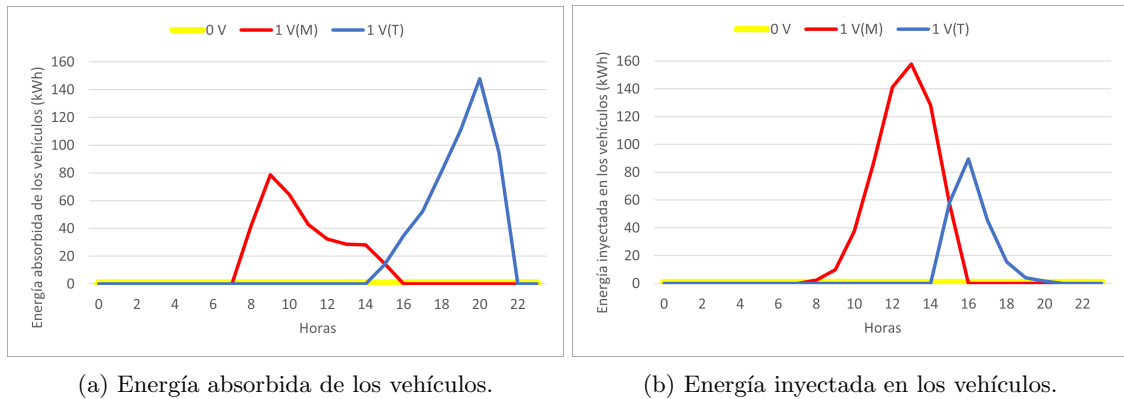 0 V 1 V(M) 1 V(T)
Energía absorbida de los vehículos (kWh)
160
140
120
100
80
60
40
20
0
0 2 4 6 8 10 12 14 16 18 20 22
Horas
(a) Energía absorbida de los vehículos.
0 V 1 V(M) 1 V(T)
Energía inyectada en los vehículos (kWh)
160
140
120
100
80
60
40
20
0
0 2 4 6 8 10 12 14 16 18 20 22
Horas
(b) Energía inyectada en los vehículos.